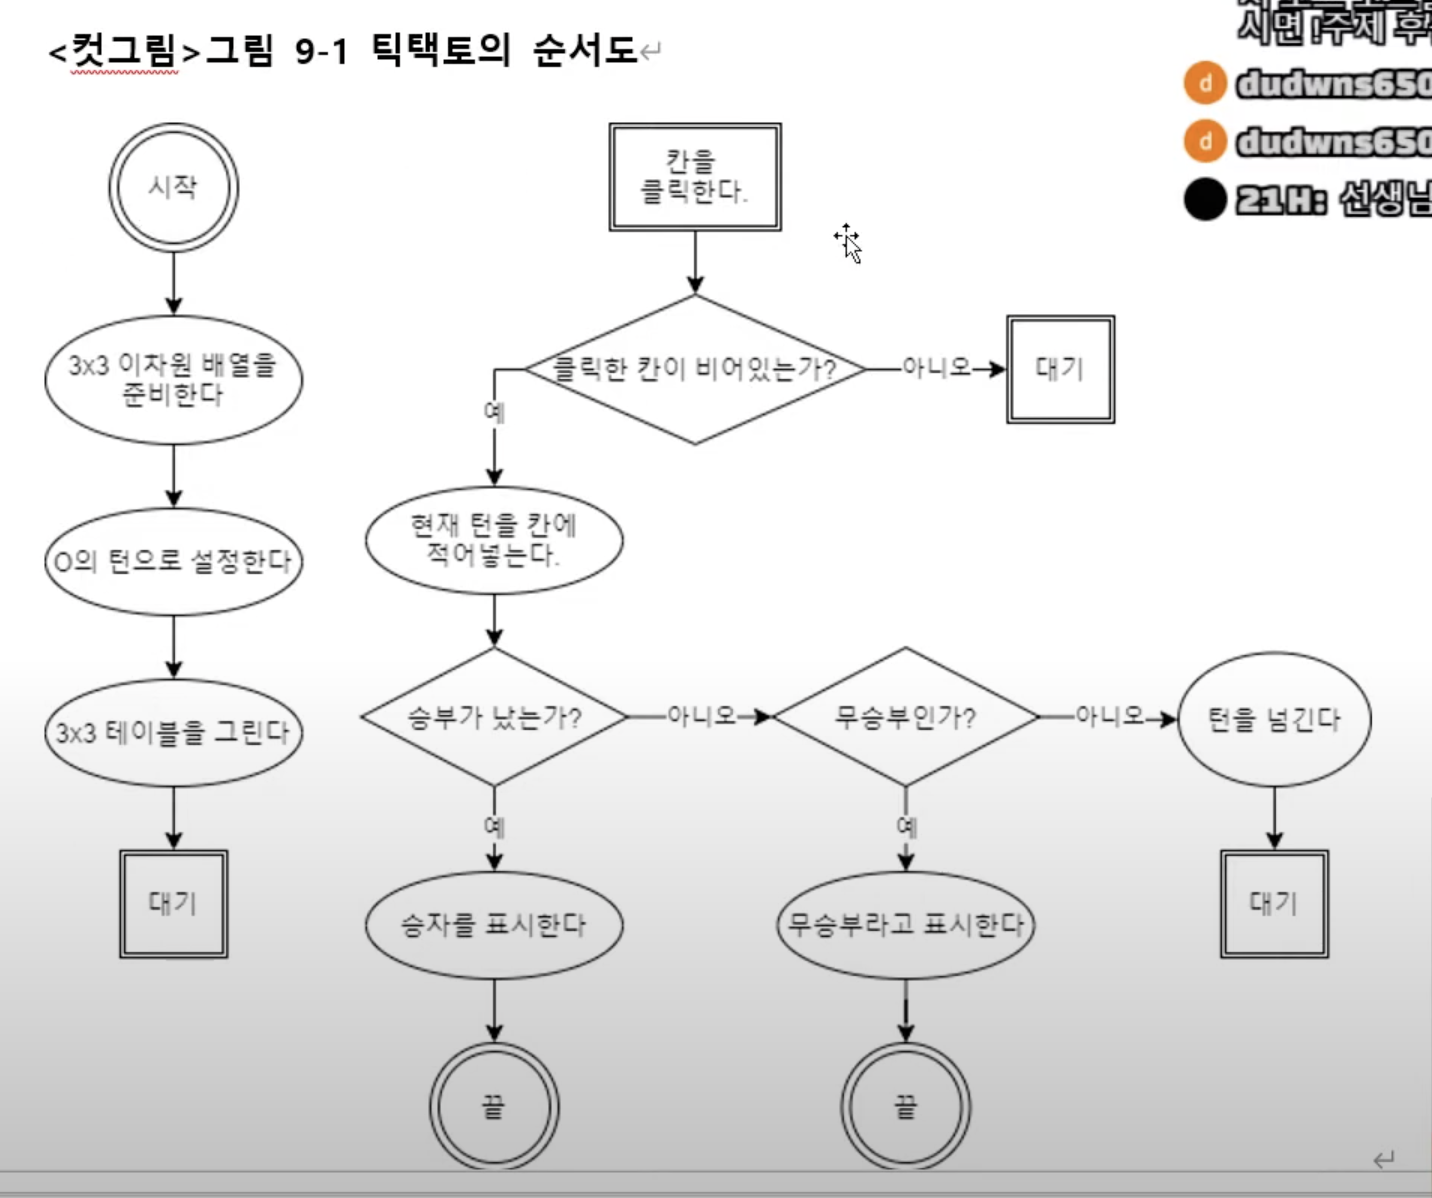 <컷그림>그림 9-1 틱택토의 순서도
시작
3x3 이차원 배열을
준비한다
O의 턴으로 설정한다
3x3 테이블을 그린다
대기
칸을
클릭한다.
클릭한 칸이 비어있는가?
아니오
대기
예
현재 턴을 칸에
적어넣는다.
승부가 났는가?
아니오
무승부인가?
아니오
턴을 넘긴다
대기
예
승자를 표시한다
끝
예
무승부라고 표시한다
끝
시면 !주제 후
d dudwns650
d dudwns650
21H: 선생님